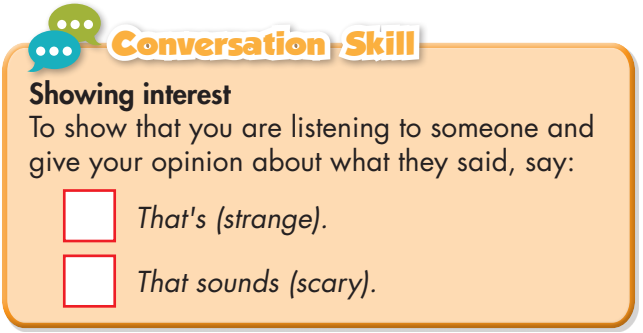 Conversation Skill
Showing interest
To show that you are listening to someone and
give your opinion about what they said, say:
That's (strange).
That sounds (scary).